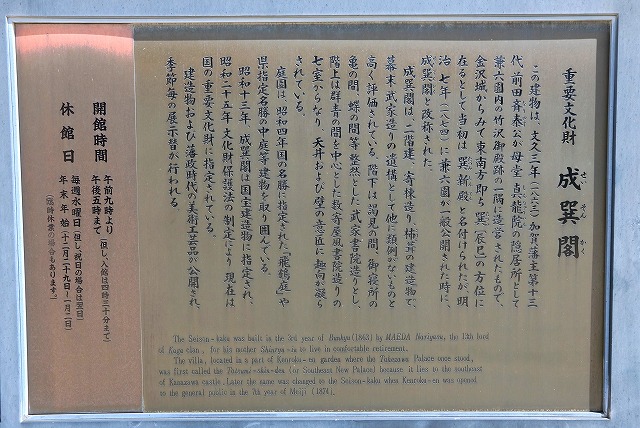 重要文化財 成巽閣
せい そん かく
この建物は、文久三年(一八六三)加賀藩主第十三
代 前田斉泰公が母堂 真龍院の隠居所として
兼六園内の竹沢御殿跡の一隅に造営されたもので、
金沢城からみて東南方即ち 巽(辰巳)の方位に
在るとして当初は 巽新殿と名付けられたが、明
治 七年(一八七四)に兼六園が一般公開された時に、
成巽閣と改称された。
成巽閣は、二階建、寄棟造り、柿葺の建造物で、
幕末 武家造りの遺構として他に類例がないものと
高く評価されている。階下は謁見の間、御寝所の
亀の間、蝶の間等 整然とした 武家書院造りとし、
階上は群青の間を中心とした数寄屋風書院造りの
七室からなり、天井および壁の意匠に趣向が凝ら
されている。
庭園は、昭和四年国の名勝に指定された「飛鶴庭」や
県指定名勝の中庭等 建物を取り囲んでいる。
昭和十三年 成巽閣は国宝建造物に指定され、
昭和二十五年 文化財保護法の制定により、現在は
国の重要文化財に指定されている。
建造物および藩政時代の美術工芸品が公開され、
季節毎の展示替が行われる
開館時間 午前九時より
午後五時まで (但し入館は四時三十分まで)
休館日 毎週水曜日(但し祝日の場合は翌日)
年末年始(十二月二十九日〜一月二日)
(臨時休業の場合もあります。)
The Seison-kaku was built in the 3rd year of Bunkyu (1863) by MAEDA Nariyasu, the 13th lord
of Kaga clan, for his mother Shinryu-in to live in comfortable retirement.
The villa, located in a part of Kenroku-en garden where the Takezawa Palace once stood,
was first called the Tatsumi-shin-den (or Southeast New Palace) because it lies to the southeast
of Kanazawa castle. Later the name was changed to the Seison-kaku when Kenroku-en was opened
to the general public in the 7th year of Meiji (1874).